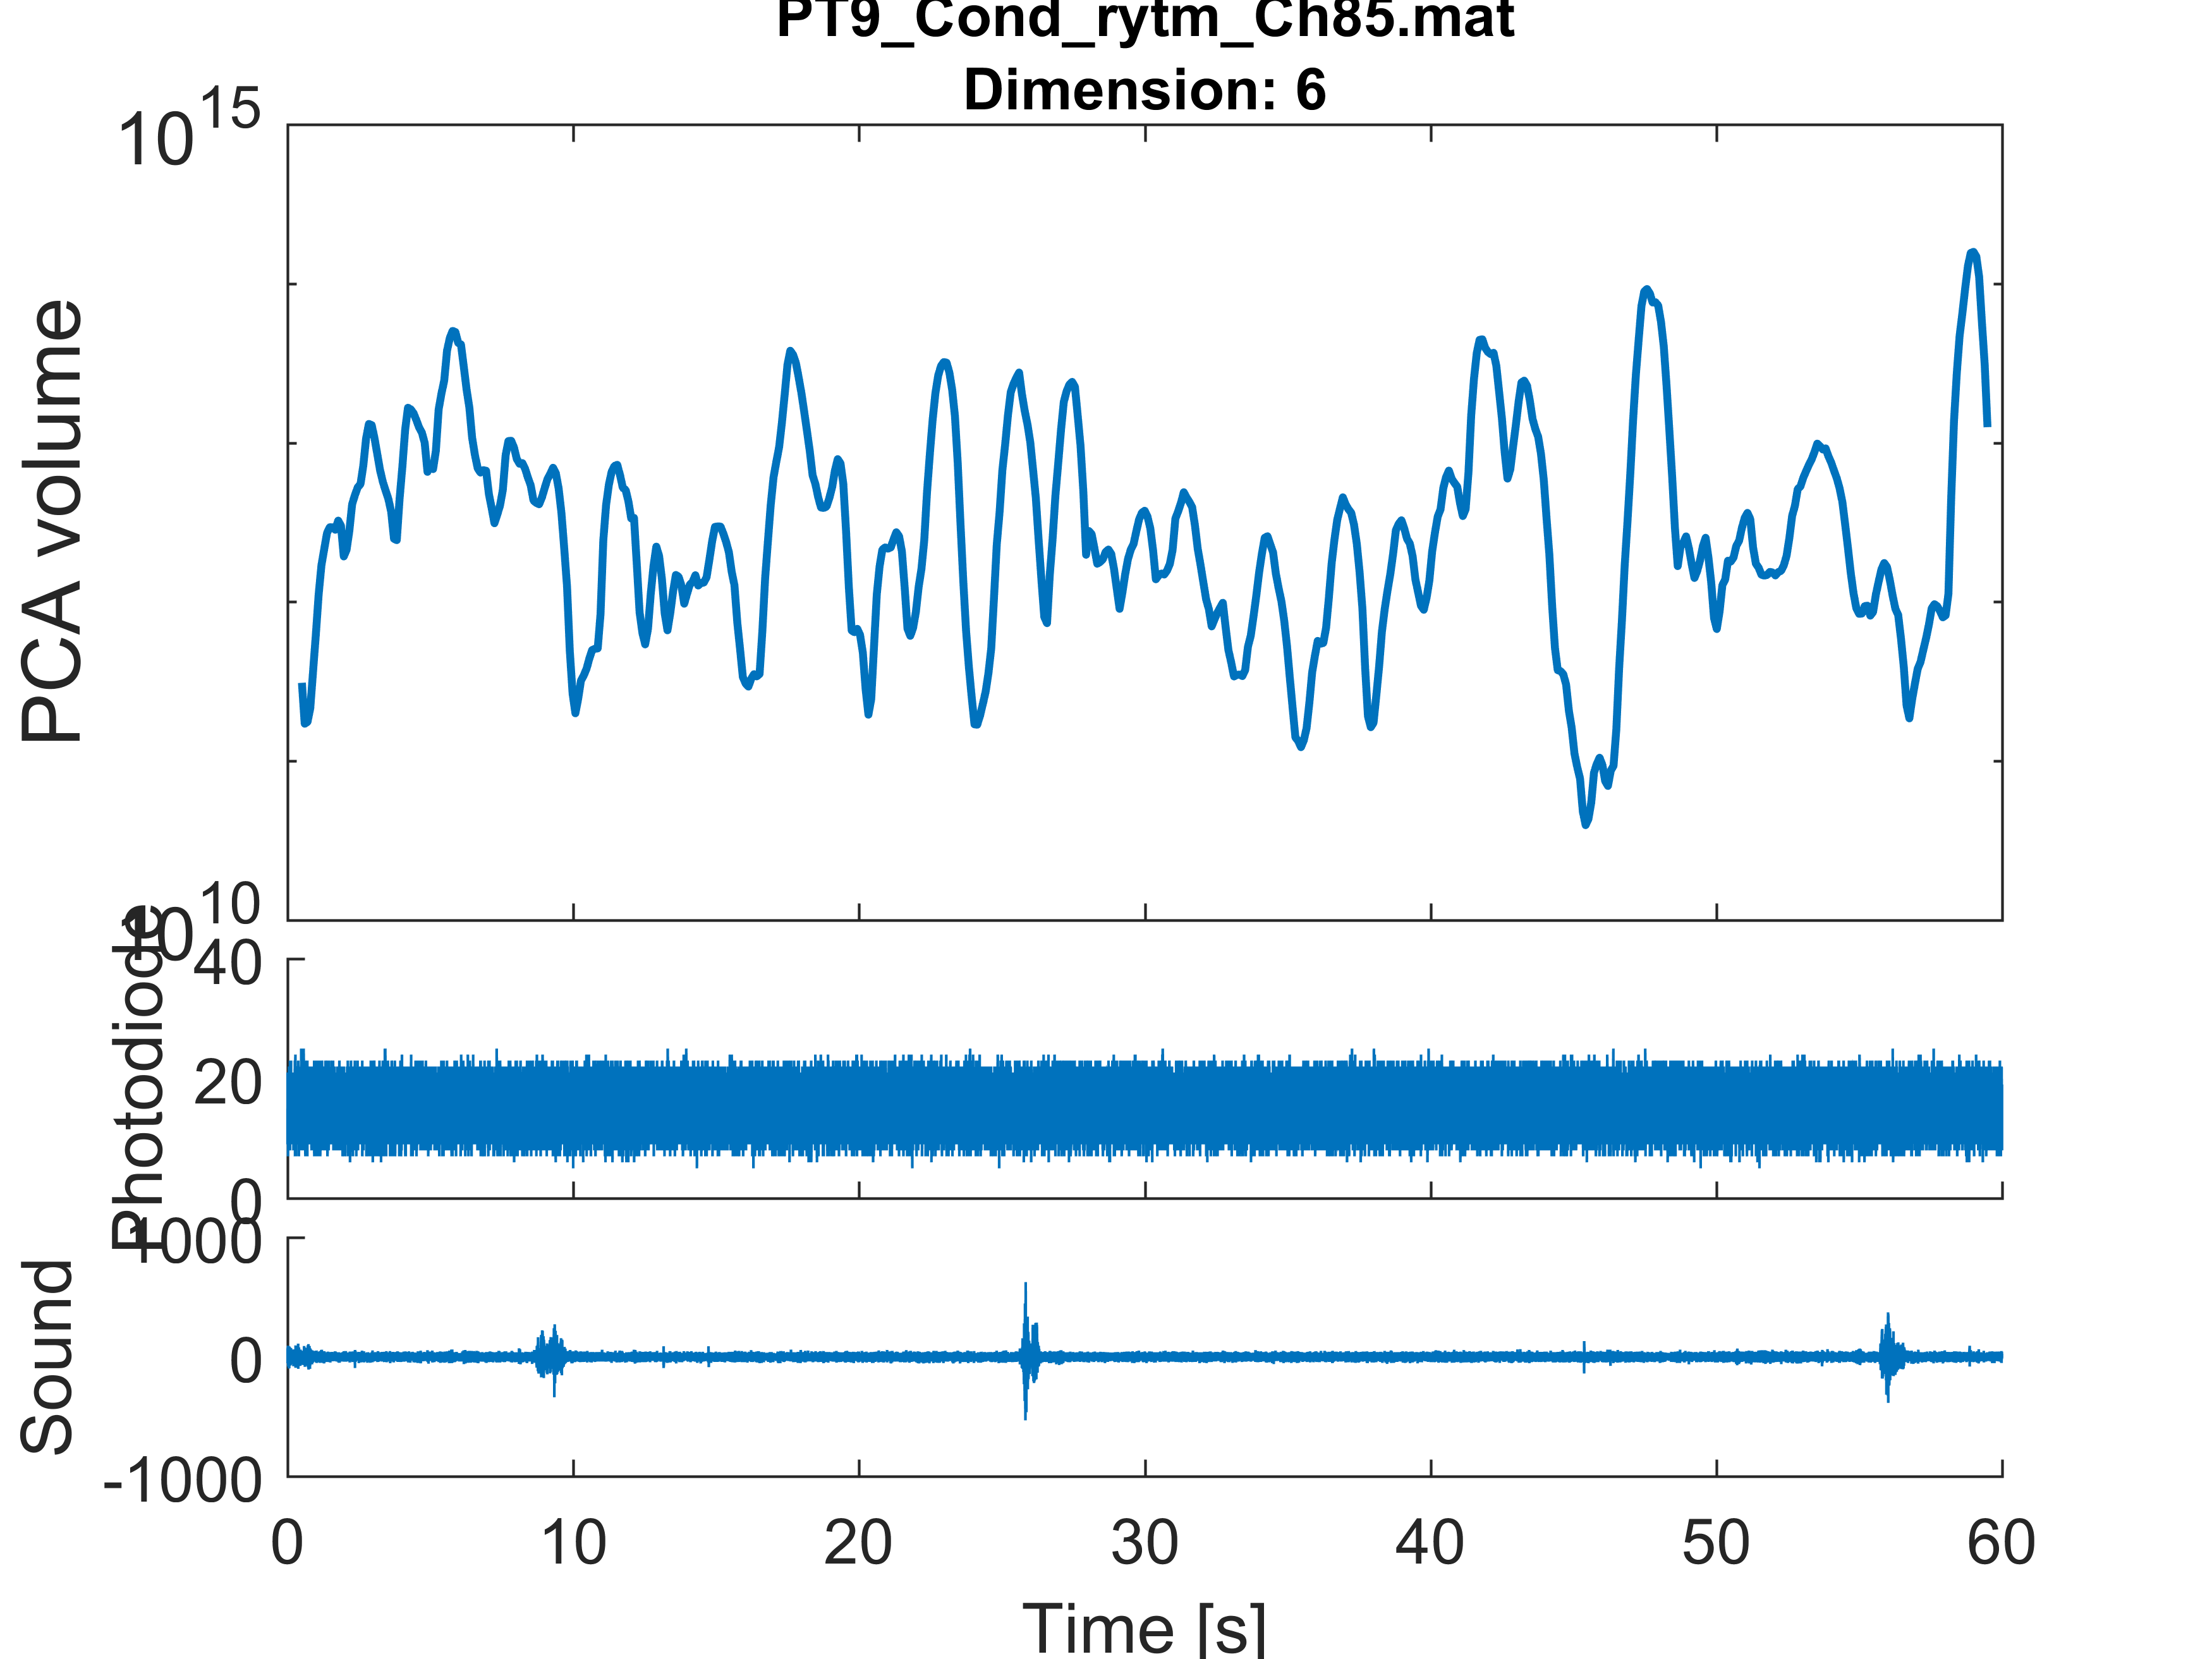 PT9_Cond_rytm_Ch85.mat
Dimension: 6
10^15
PCA volume
10^10
Photodiode
40
20
0
Sound
1000
0
-1000
0 10 20 30 40 50 60
Time [s]